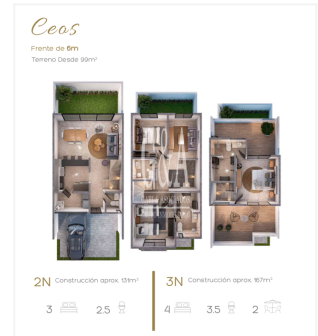 Ceos
Frente de 6m
Terreno Desde 99m²
2N Construcción aprox. 131m²
3 2.5
3N Construcción aprox. 167m²
4 3.5 2